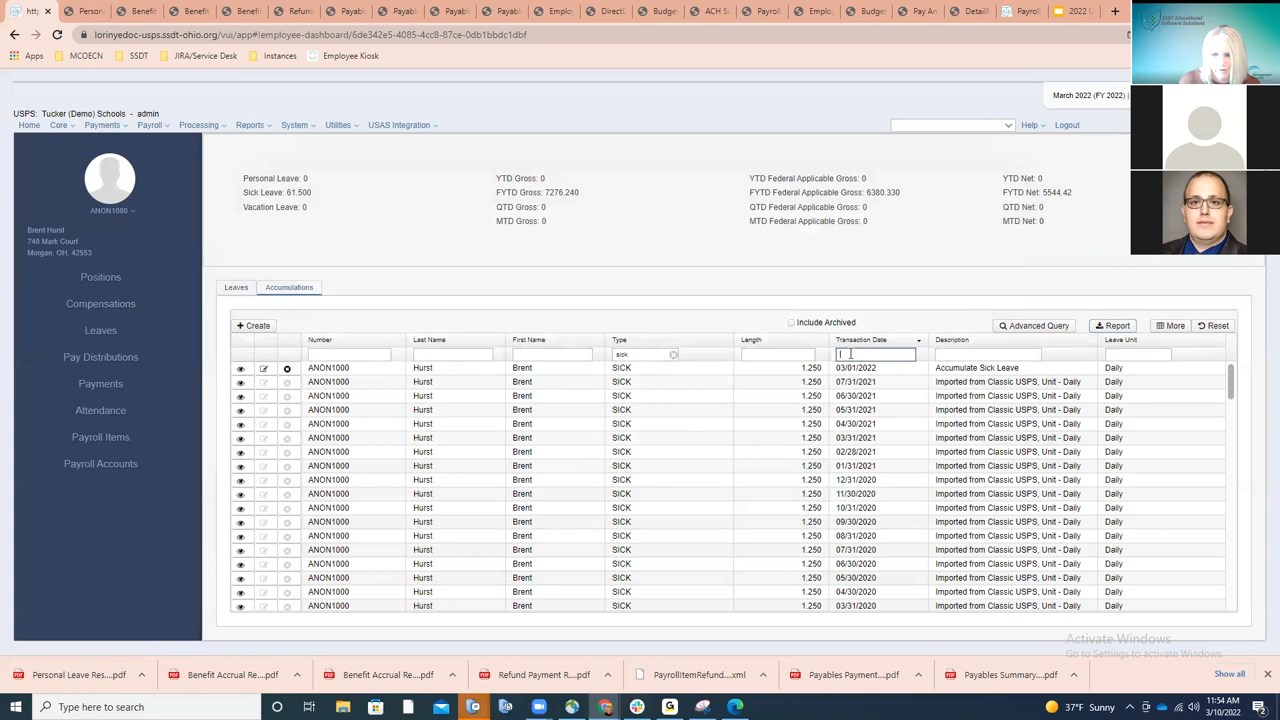 Budge
ACH S
Payroll
Emplo
Budge
Pay Ar
DetailF
Payroll
2022 U
SSDT Educational
Software Solutions
Apps MCOECN SSDT JIRA/Service Desk Instances Employee Kiosk
March 2022 (FY 2022) |
USPS: Tucker (Demo) Schools - admin
Home Core Payments Payroll Processing Reports System Utilities USAS Integration Help Logout
ANON1000
Brent Hurst
740 Mark Court
Morgan, OH, 42553
Positions
Compensations
Leaves
Pay Distributions
Payments
Attendance
Payroll Items
Payroll Accounts
Personal Leave: 0 YTD Gross: 0 YTD Federal Applicable Gross: 0 YTD Net: 0
Sick Leave: 61.500 FYTD Gross: 7276.240 FYTD Federal Applicable Gross: 6380.330 FYTD Net: 5544.42
Vacation Leave: 0 QTD Gross: 0 QTD Federal Applicable Gross: 0 QTD Net: 0
MTD Gross: 0 MTD Federal Applicable Gross: 0 MTD Net: 0
Leaves Accumulations
Create Include Archived Advanced Query Report More Reset
Number Last Name First Name Type Length Transaction Date Description Leave Unit
sick
ANON1000 Hurst Brent SICK 1.250 03/01/2022 Accumulate Sick Leave Daily
ANON1000 Hurst Brent SICK 1.250 07/31/2021 Imported from Classic USPS, Unit - Daily Daily
ANON1000 Hurst Brent SICK 1.250 06/30/2021 Imported from Classic USPS, Unit - Daily Daily
ANON1000 Hurst Brent SICK 1.250 05/31/2021 Imported from Classic USPS, Unit - Daily Daily
ANON1000 Hurst Brent SICK 1.250 04/30/2021 Imported from Classic USPS, Unit - Daily Daily
ANON1000 Hurst Brent SICK 1.250 03/31/2021 Imported from Classic USPS, Unit - Daily Daily
ANON1000 Hurst Brent SICK 1.250 02/28/2021 Imported from Classic USPS, Unit - Daily Daily
ANON1000 Hurst Brent SICK 1.250 01/31/2021 Imported from Classic USPS, Unit - Daily Daily
ANON1000 Hurst Brent SICK 1.250 12/31/2020 Imported from Classic USPS, Unit - Daily Daily
ANON1000 Hurst Brent SICK 1.250 11/30/2020 Imported from Classic USPS, Unit - Daily Daily
ANON1000 Hurst Brent SICK 1.250 10/31/2020 Imported from Classic USPS, Unit - Daily Daily
ANON1000 Hurst Brent SICK 1.250 09/30/2020 Imported from Classic USPS, Unit - Daily Daily
ANON1000 Hurst Brent SICK 1.250 08/31/2020 Imported from Classic USPS, Unit - Daily Daily
ANON1000 Hurst Brent SICK 1.250 07/31/2020 Imported from Classic USPS, Unit - Daily Daily
ANON1000 Hurst Brent SICK 1.250 06/30/2020 Imported from Classic USPS, Unit - Daily Daily
ANON1000 Hurst Brent SICK 1.250 05/30/2020 Imported from Classic USPS, Unit - Daily Daily
ANON1000 Hurst Brent SICK 1.250 04/30/2020 Imported from Classic USPS, Unit - Daily Daily
ANON1000 Hurst Brent SICK 1.250 03/31/2020 Imported from Classic USPS, Unit - Daily Daily
Activate Windows
Go to Settings to activate Windows.
Personal Leave Res....pdf Benefit Accrual Re....pdf Benefit Accrual Re....pdf Retirement R....pdf PayrollItemRefund....xml Payables Payment....pdf Payables Summary....pdf Show all
Type here to search 37°F Sunny 11:54 AM
3/10/2022 2